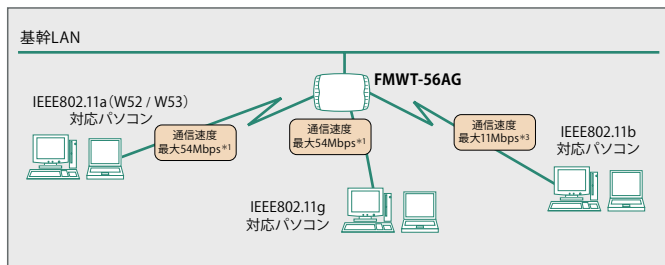 基幹LAN
FMWT-56AG
IEEE802.11a(W52 / W53)
対応パソコン
通信速度
最大54Mbps*1
通信速度
最大54Mbps*1
通信速度
最大11Mbps*3
IEEE802.11b
対応パソコン
IEEE802.11g
対応パソコン